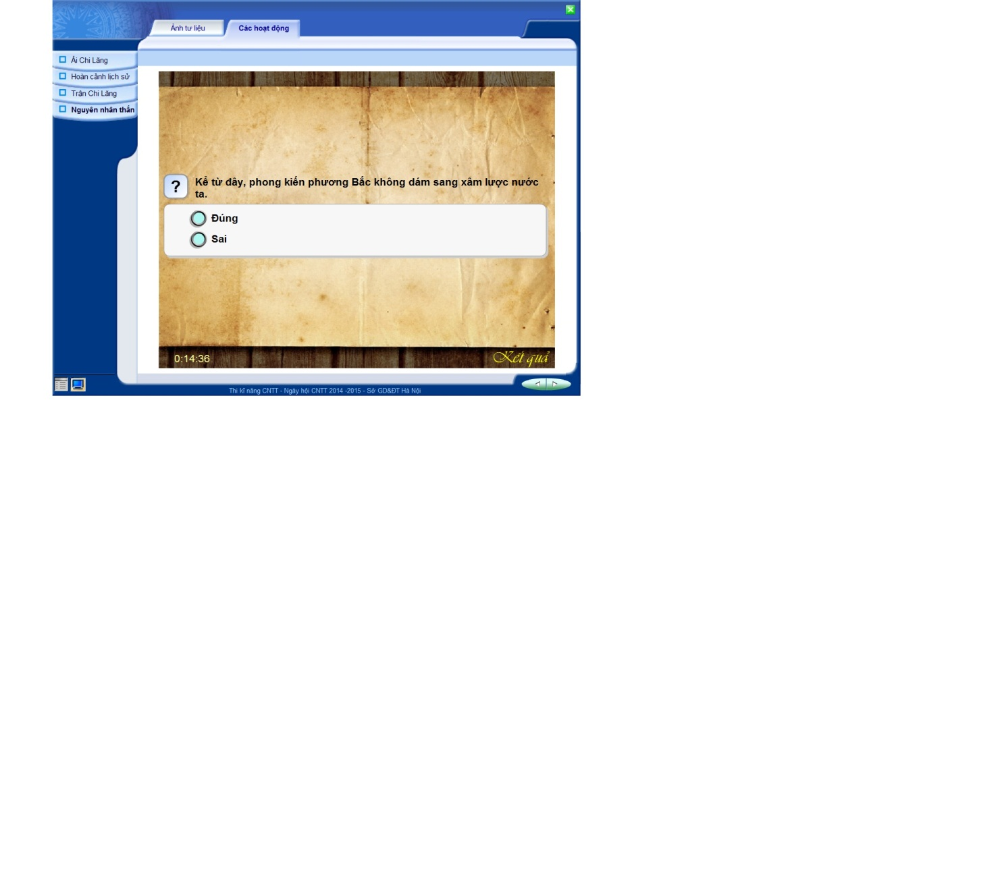 Ảnh tư liệu
Các hoạt động
Ải Chi Lăng
Hoàn cảnh lịch sử
Trận Chi Lăng
Nguyên nhân thắn
? Kể từ đây, phong kiến phương Bắc không dám sang xâm lược nước
ta.
Đúng
Sai
0:14:36
Kết quả
Thi kĩ năng CNTT - Ngày hội CNTT 2014 -2015 - Sở GD&ĐT Hà Nội